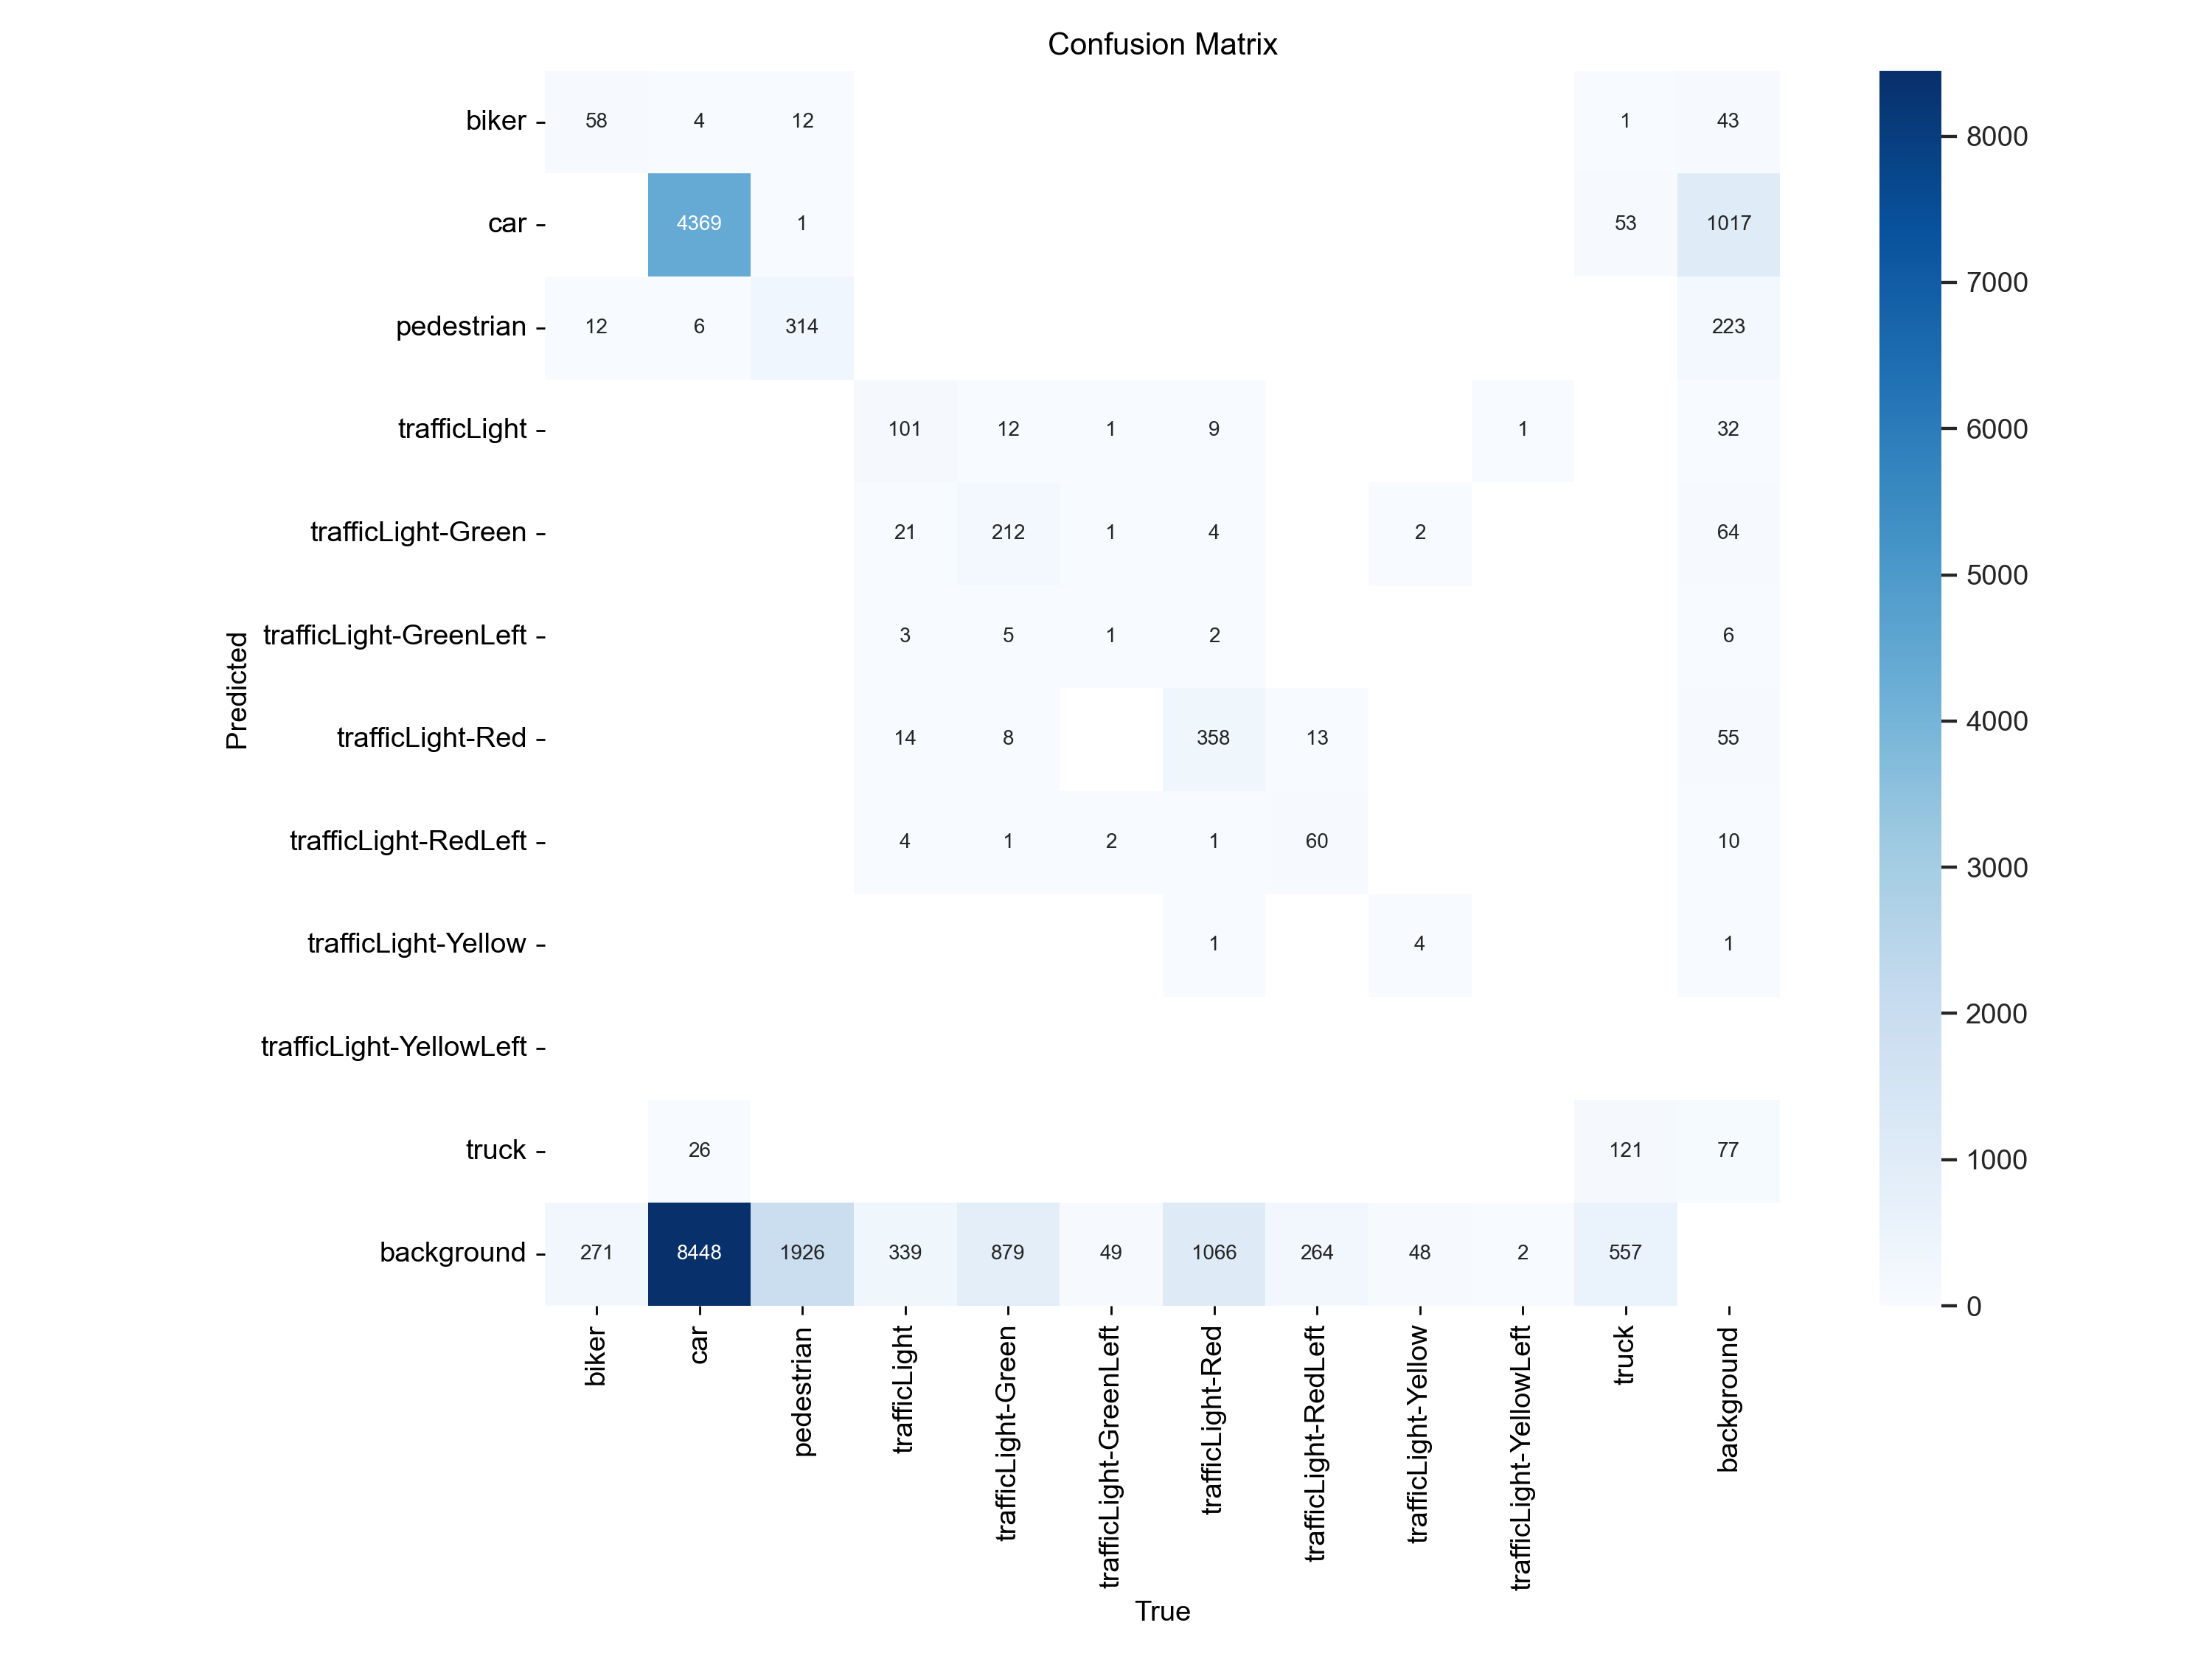 Confusion Matrix
biker 58 4 12 1 43
car 4369 1 53 1017
pedestrian 12 6 314 223
trafficLight 101 12 1 9 1 32
trafficLight-Green 21 212 1 4 2 64
trafficLight-GreenLeft 3 5 1 2 6
trafficLight-Red 14 8 358 13 55
trafficLight-RedLeft 4 1 2 1 60 10
trafficLight-Yellow 1 4 1
trafficLight-YellowLeft
truck 26 121 77
background 271 8448 1926 339 879 49 1066 264 48 2 557
Predicted
biker
car
pedestrian
trafficLight
trafficLight-Green
trafficLight-GreenLeft
trafficLight-Red
trafficLight-RedLeft
trafficLight-Yellow
trafficLight-YellowLeft
truck
background
True
8000
7000
6000
5000
4000
3000
2000
1000
0